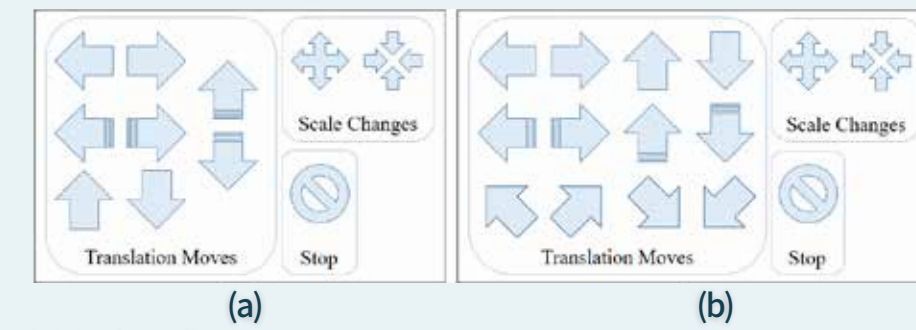 Scale Changes
Translation Moves
Stop
(a)
Scale Changes
Translation Moves
Stop
(b)